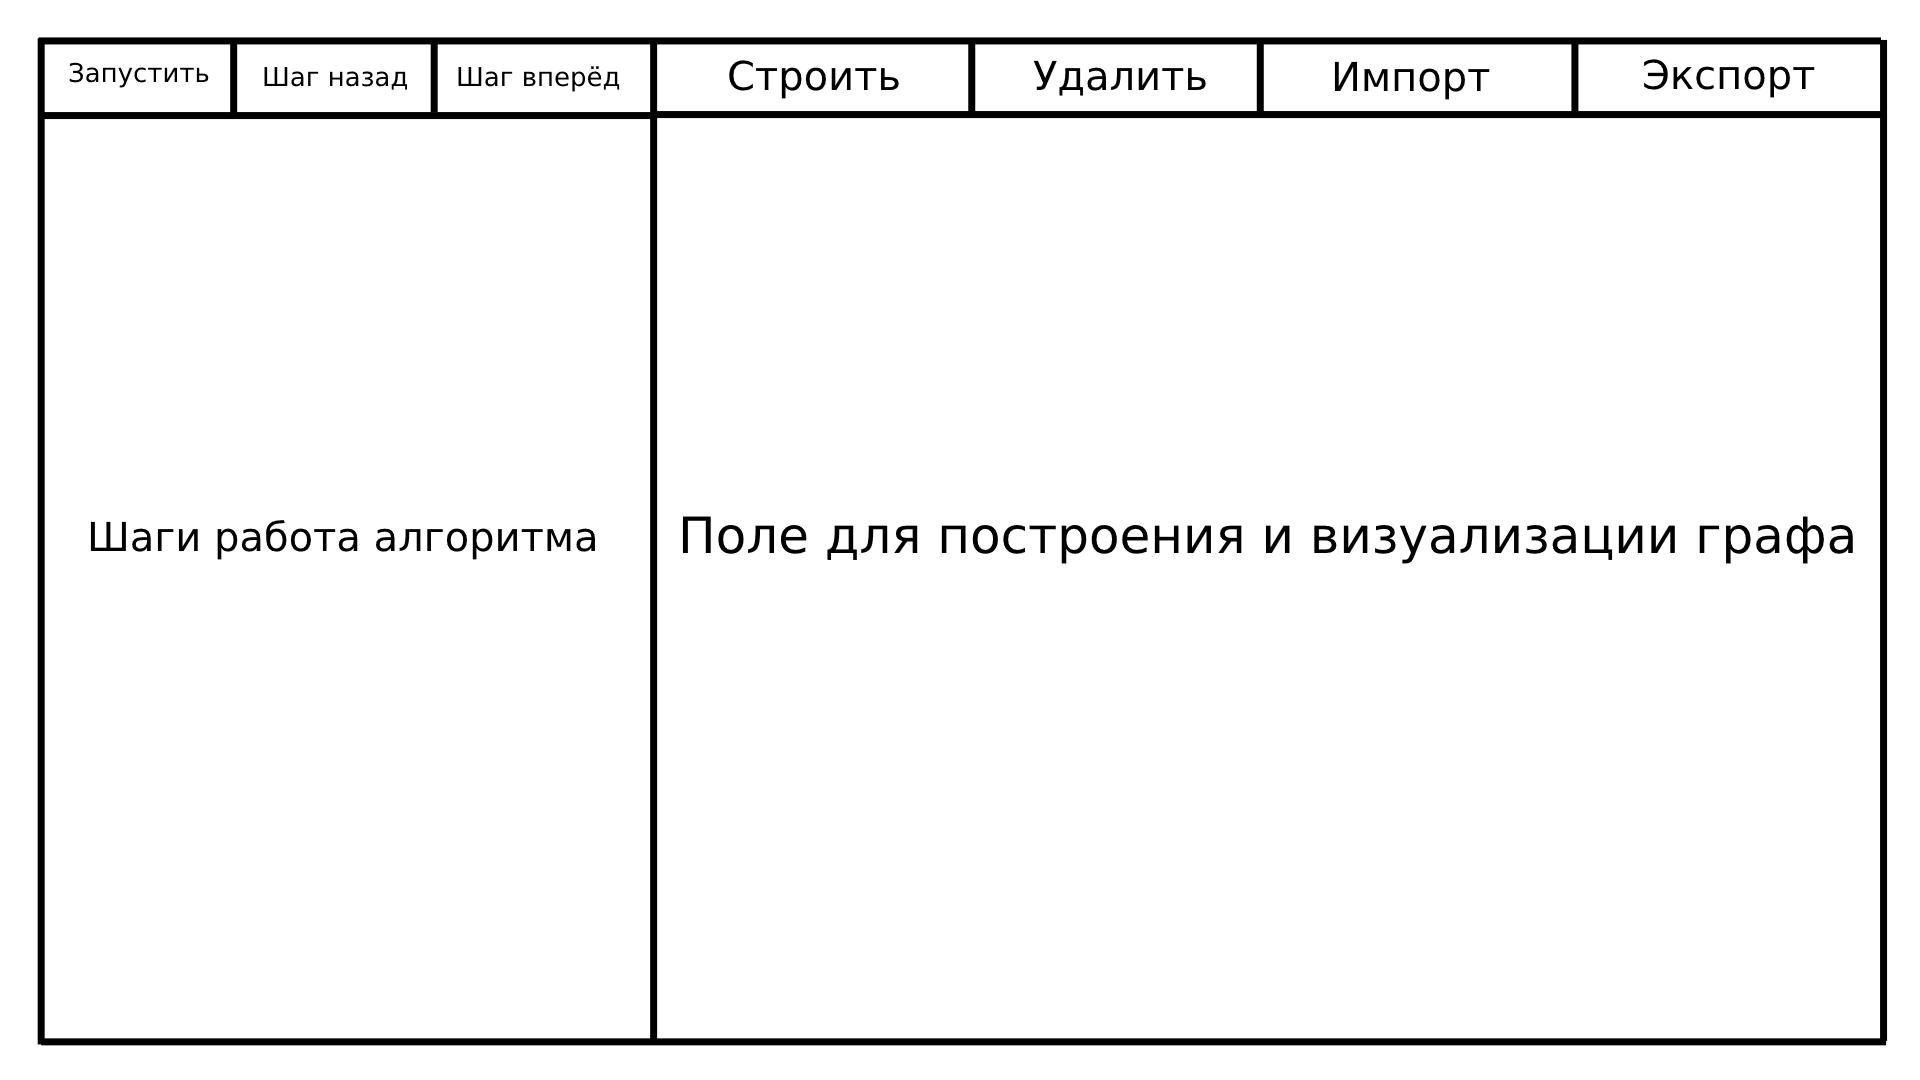 Запустить
Шаг назад
Шаг вперёд
Строить
Удалить
Импорт
Экспорт
Шаги работа алгоритма
Поле для построения и визуализации графа